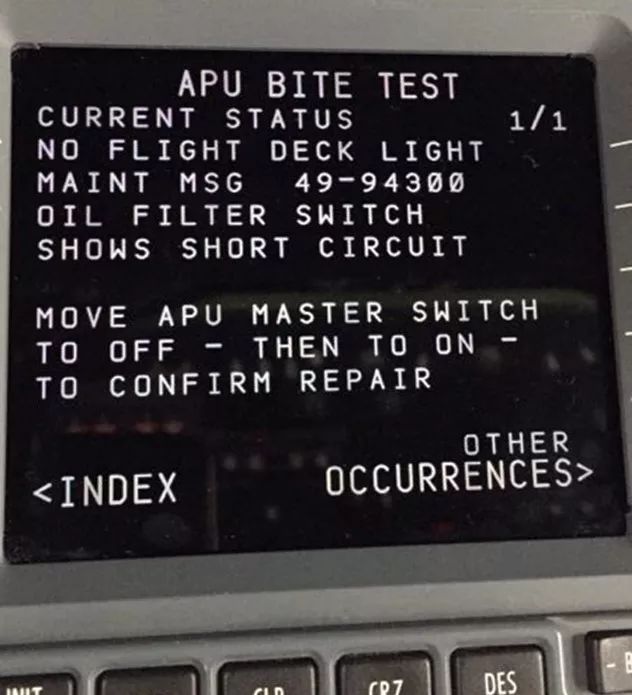 APU BITE TEST
CURRENT STATUS 1/1
NO FLIGHT DECK LIGHT
MAINT MSG 49-94300
OIL FILTER SWITCH
SHOWS SHORT CIRCUIT
MOVE APU MASTER SWITCH
TO OFF - THEN TO ON -
TO CONFIRM REPAIR
OTHER
<INDEX OCCURRENCES>
CRZ DES